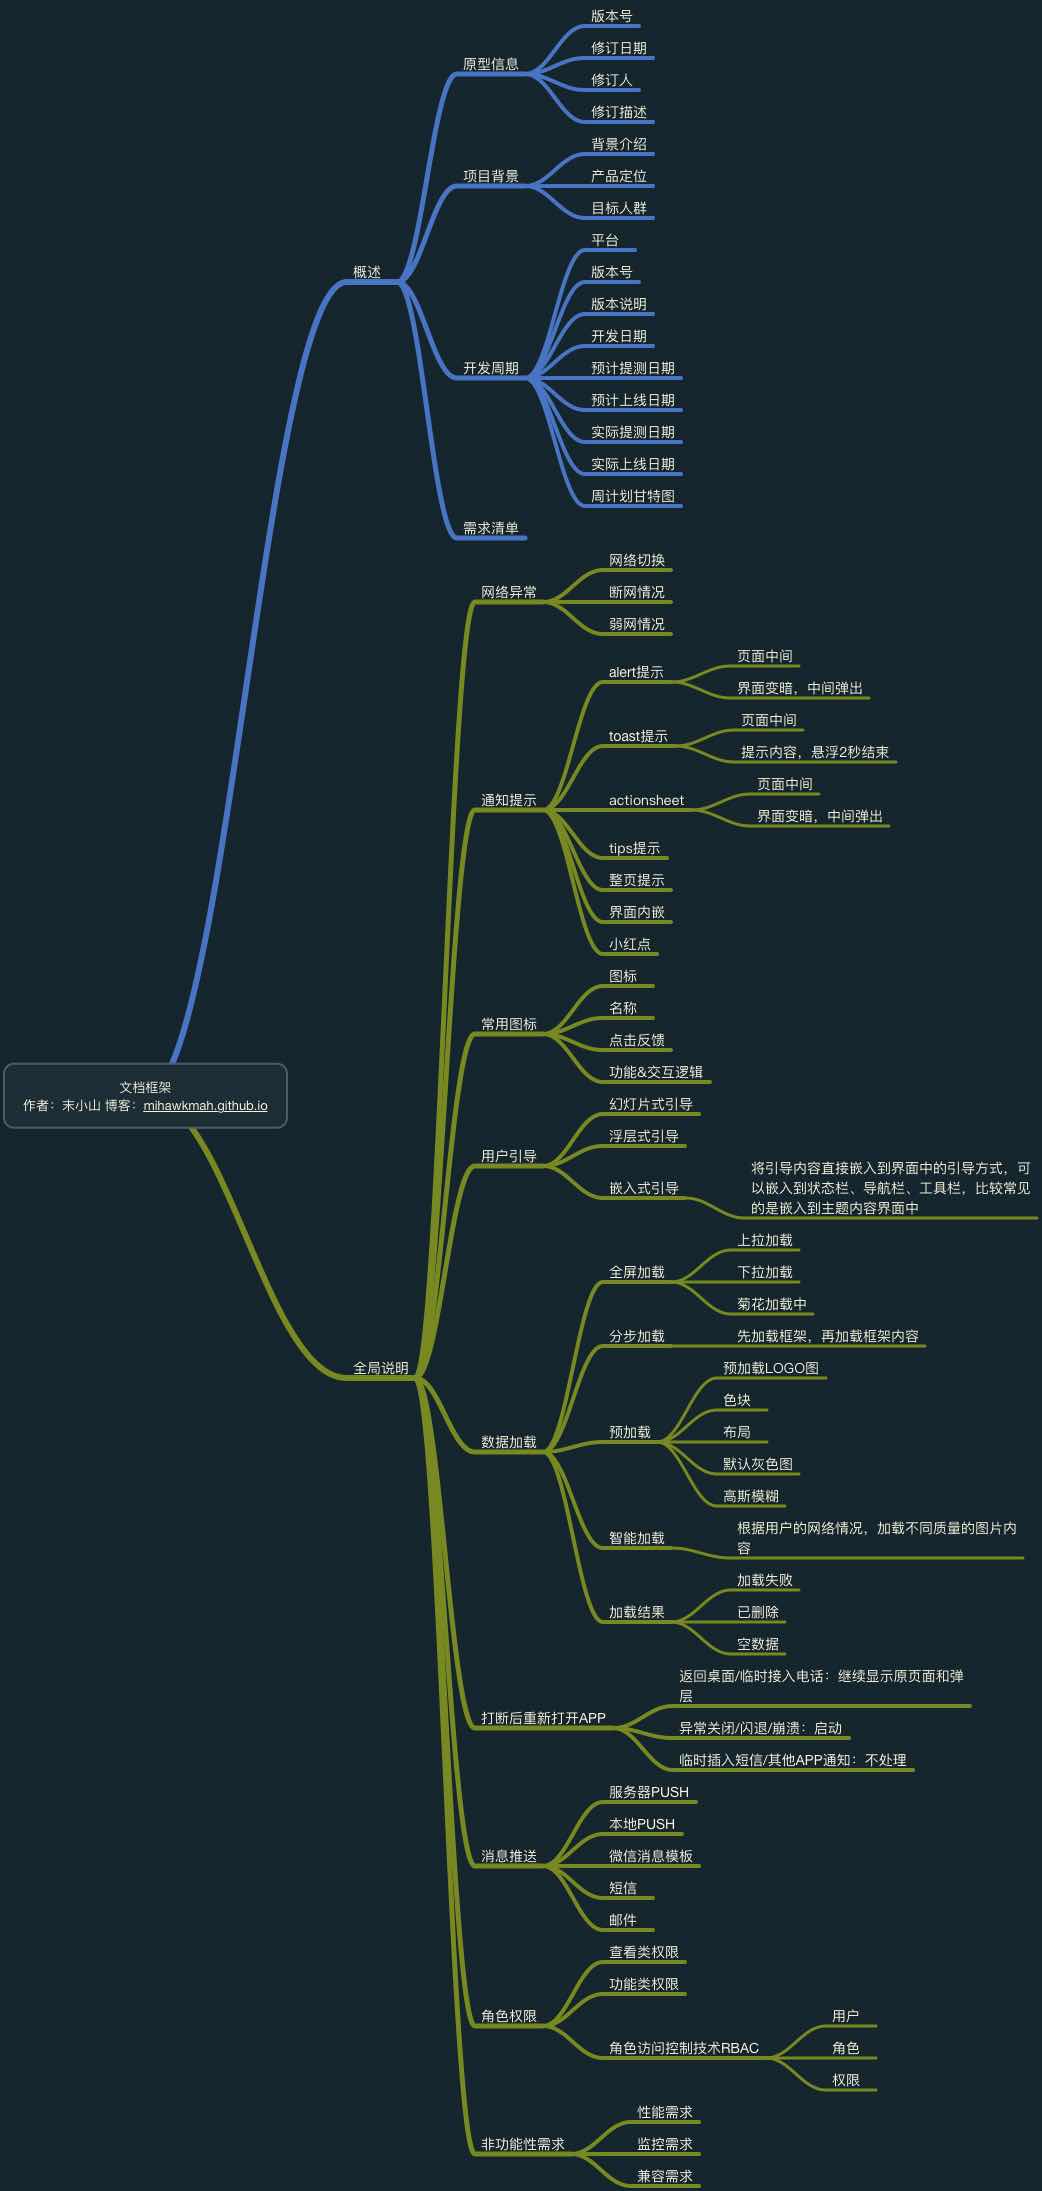 版本号
修订日期
原型信息
修订人
修订描述
背景介绍
项目背景
产品定位
目标人群
平台
概述
版本号
版本说明
开发日期
开发周期
预计提测日期
预计上线日期
实际提测日期
实际上线日期
周计划甘特图
需求清单
网络切换
网络异常
断网情况
弱网情况
页面中间
alert提示
界面变暗，中间弹出
页面中间
toast提示
提示内容，悬浮2秒结束
页面中间
通知提示
actionsheet
界面变暗，中间弹出
tips提示
整页提示
界面内嵌
小红点
图标
名称
常用图标
点击反馈
功能&交互逻辑
文档框架
作者：末小山 博客：mihawkmah.github.io
幻灯片式引导
浮层式引导
用户引导
将引导内容直接嵌入到界面中的引导方式，可
以嵌入到状态栏、导航栏、工具栏，比较常见
的是嵌入到主题内容界面中
嵌入式引导
上拉加载
全屏加载
下拉加载
菊花加载中
分步加载
先加载框架，再加载框架内容
全局说明
预加载LOGO图
色块
预加载
布局
数据加载
默认灰色图
高斯模糊
智能加载
根据用户的网络情况，加载不同质量的图片内
容
加载失败
加载结果
已删除
空数据
返回桌面/临时接入电话：继续显示原页面和弹
层
打断后重新打开APP
异常关闭/闪退/崩溃：启动
临时插入短信/其他APP通知：不处理
服务器PUSH
本地PUSH
消息推送
微信消息模板
短信
邮件
查看类权限
功能类权限
角色权限
用户
角色访问控制技术RBAC
角色
权限
性能需求
非功能性需求
监控需求
兼容需求